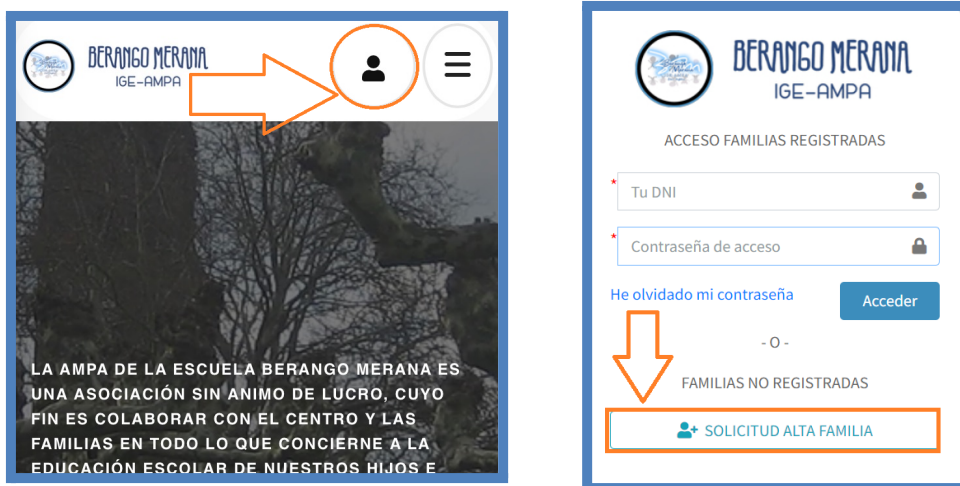 BERANGO MERANA
IGE-AMPA
LA AMPA DE LA ESCUELA BERANGO MERANA ES
UNA ASOCIACIÓN SIN ANIMO DE LUCRO, CUYO
FIN ES COLABORAR CON EL CENTRO Y LAS
FAMILIAS EN TODO LO QUE CONCIERNE A LA
EDUCACIÓN ESCOLAR DE NUESTROS HIJOS E
BERANGO MERANA
IGE-AMPA
ACCESO FAMILIAS REGISTRADAS
* Tu DNI
* Contraseña de acceso
He olvidado mi contraseña
Acceder
- O -
FAMILIAS NO REGISTRADAS
SOLICITUD ALTA FAMILIA